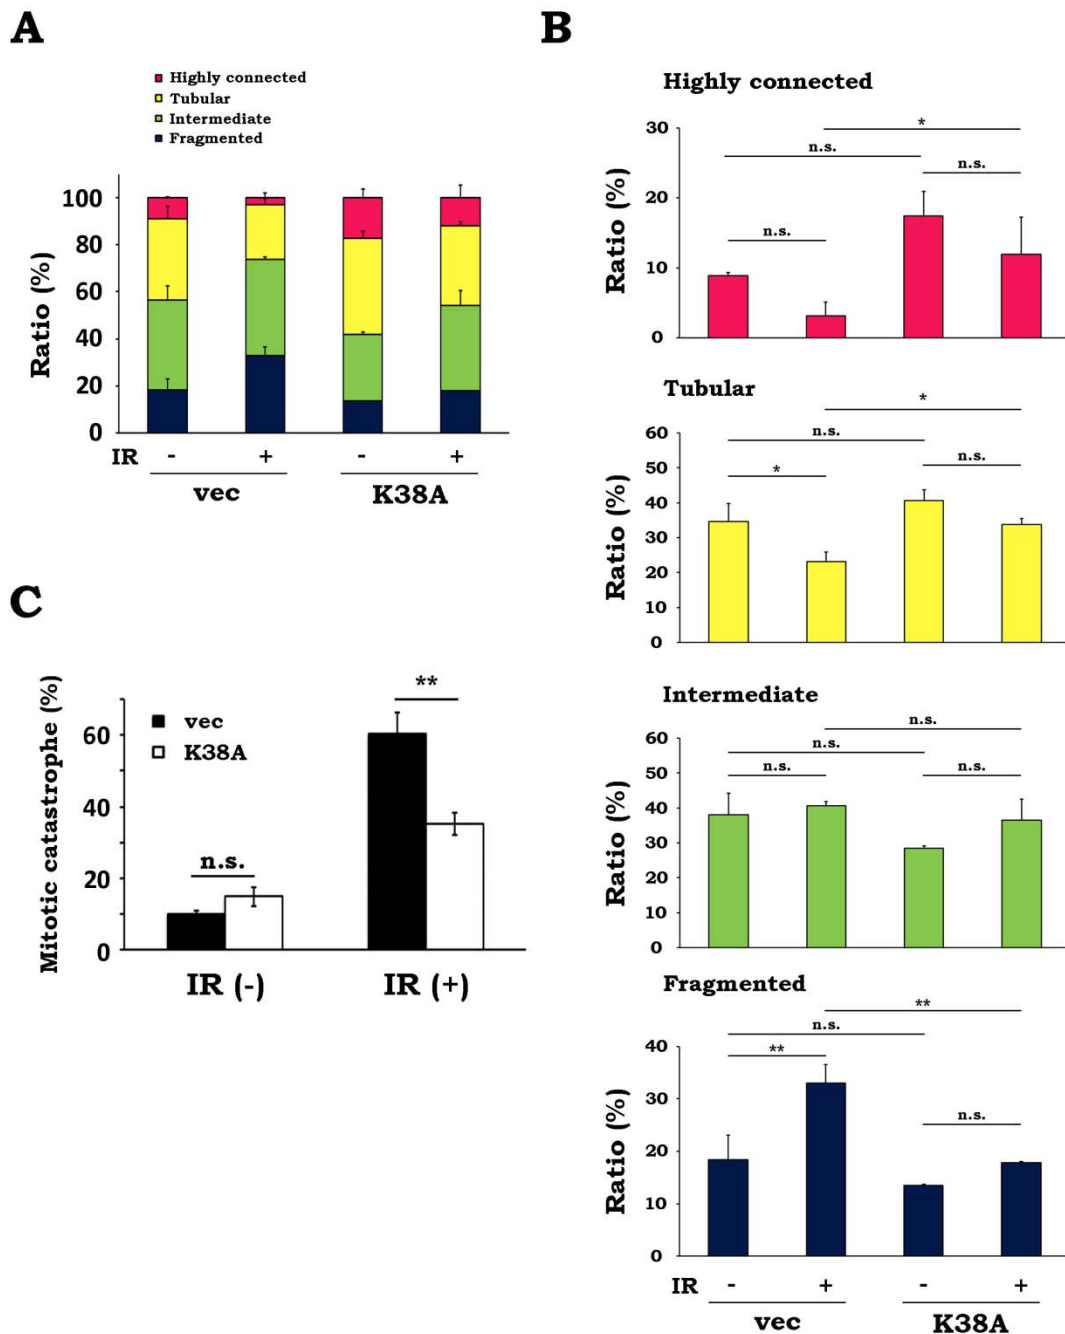 A
Highly connected
Tubular
Intermediate
Fragmented
Ratio (%)
100
80
60
40
20
0
IR - + - +
vec K38A
B
Highly connected
Ratio (%)
30
20
10
0
*
n.s.
n.s.
n.s.
Tubular
Ratio (%)
60
50
40
30
20
10
0
*
n.s.
n.s.
*
Intermediate
Ratio (%)
60
50
40
30
20
10
0
n.s.
n.s.
n.s.
n.s.
Fragmented
Ratio (%)
40
30
20
10
0
**
n.s.
**
n.s.
IR - + - +
vec K38A
C
Mitotic catastrophe (%)
60
40
20
0
vec
K38A
**
n.s.
IR (-) IR (+)